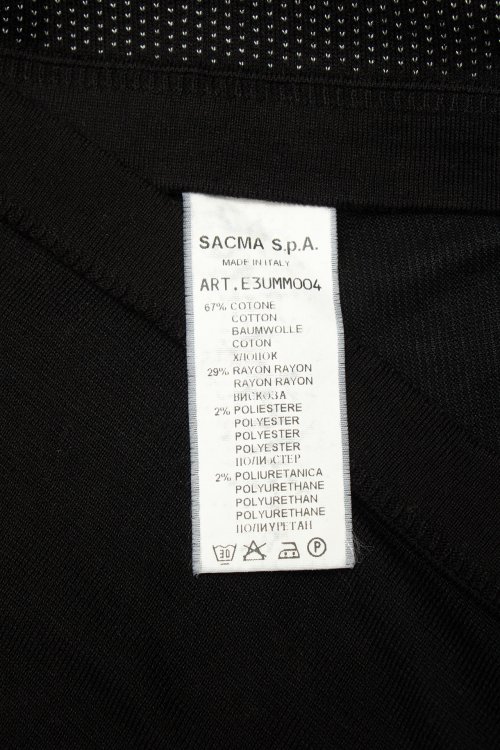 SACMA S.p.A.
MADE IN ITALY
ART.E3UMM004
67% COTONE
COTTON
BAUMWOLLE
COTON
ХЛОПОК
29% RAYON RAYON
RAYON RAYON
ВИСКОЗА
2% POLIESTERE
POLYESTER
POLYESTER
POLYESTER
ПОЛИЭСТЕР
2% POLIURETANICA
POLYURETHANE
POLYURETHAN
POLYURETHANE
ПОЛИУРЕТАН
30 P